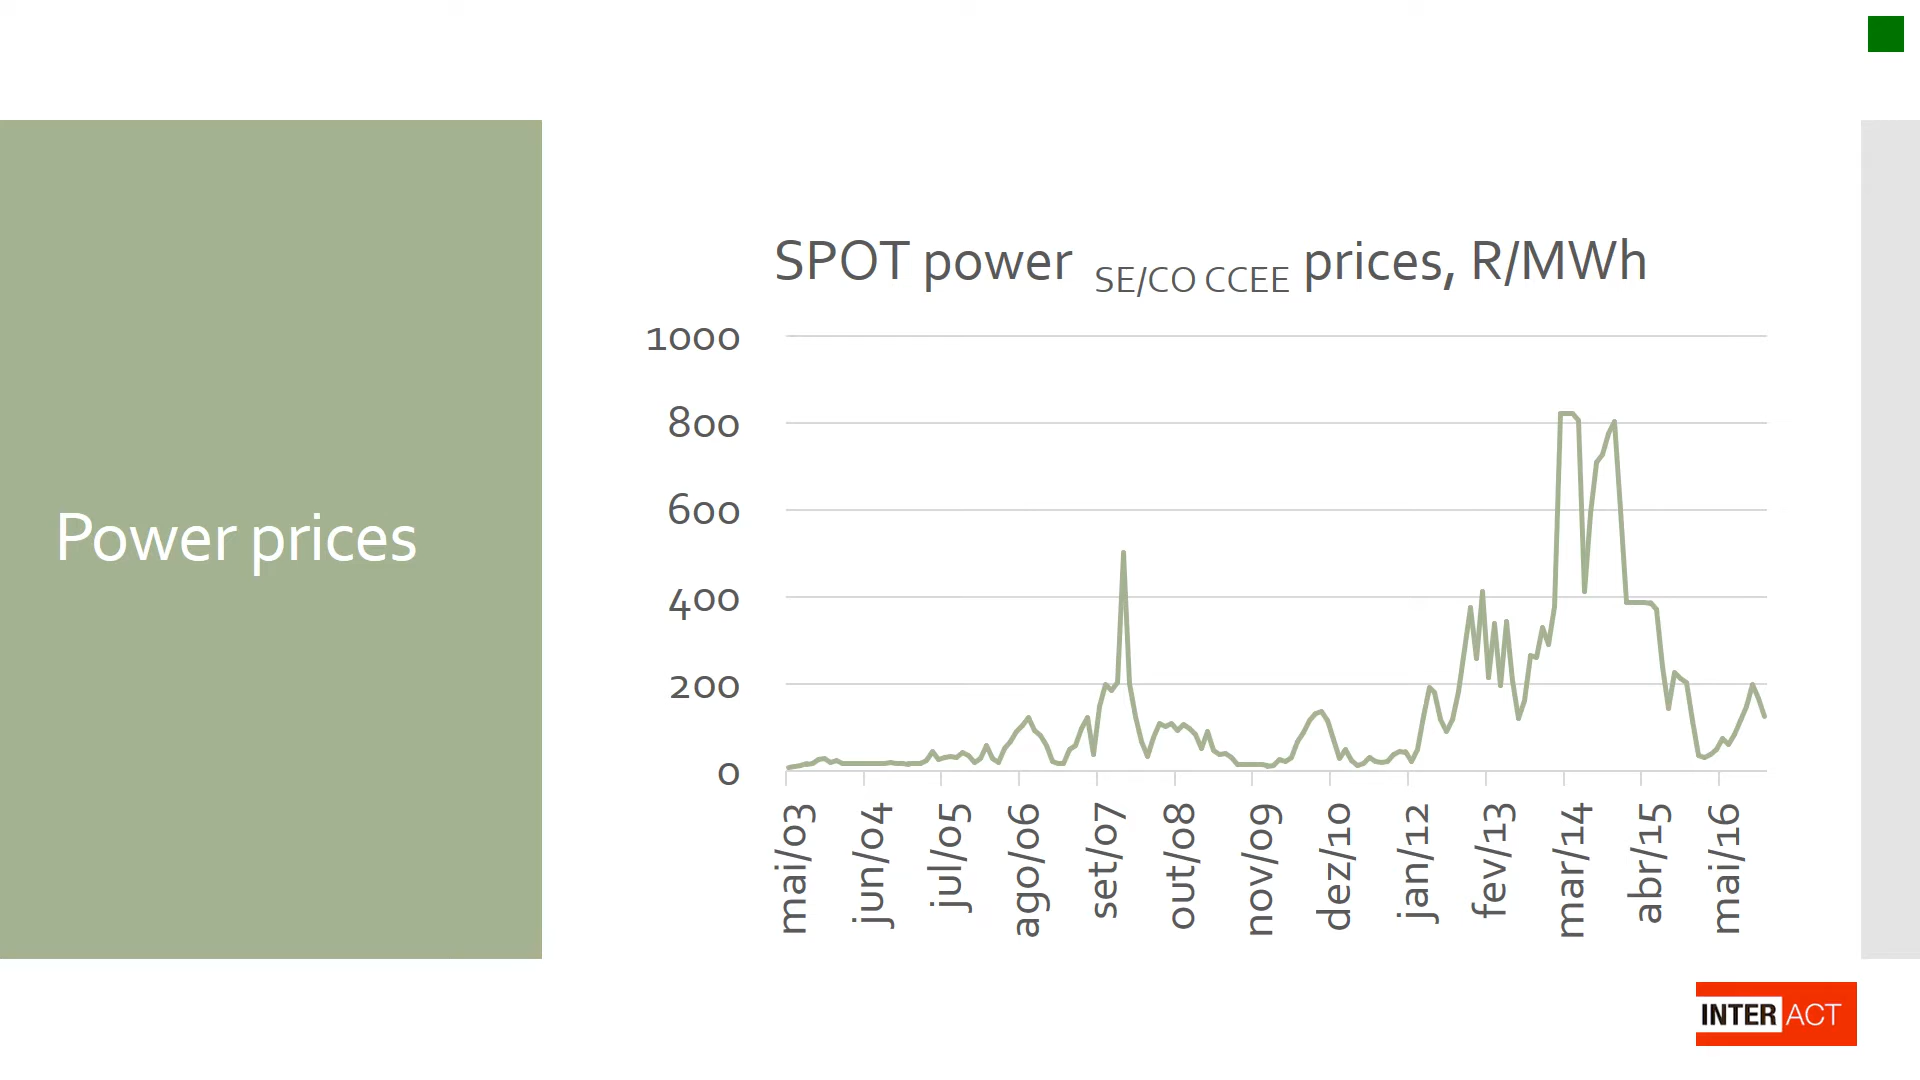 Power prices
SPOT power SE/CO CCEE prices, R/MWh
1000
800
600
400
200
0
mai/03
jun/04
jul/05
ago/06
set/07
out/08
nov/09
dez/10
jan/12
fev/13
mar/14
abr/15
mai/16
INTERACT